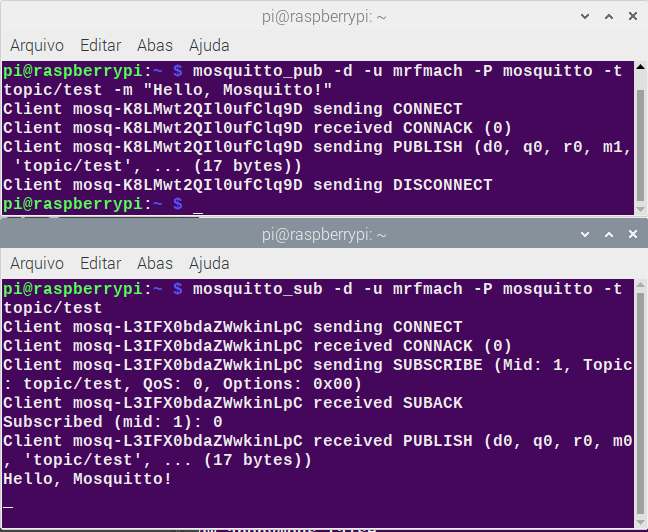 pi@raspberrypi: ~
Arquivo Editar Abas Ajuda
pi@raspberrypi:~ $ mosquitto_pub -d -u mrfmach -P mosquitto -t
topic/test -m "Hello, Mosquitto!"
Client mosq-K8LMwt2QIl0ufClq9D sending CONNECT
Client mosq-K8LMwt2QIl0ufClq9D received CONNACK (0)
Client mosq-K8LMwt2QIl0ufClq9D sending PUBLISH (d0, q0, r0, m1,
 'topic/test', ... (17 bytes))
Client mosq-K8LMwt2QIl0ufClq9D sending DISCONNECT
pi@raspberrypi:~ $ _
pi@raspberrypi: ~
Arquivo Editar Abas Ajuda
pi@raspberrypi:~ $ mosquitto_sub -d -u mrfmach -P mosquitto -t
topic/test
Client mosq-L3IFX0bdaZWwkinLpC sending CONNECT
Client mosq-L3IFX0bdaZWwkinLpC received CONNACK (0)
Client mosq-L3IFX0bdaZWwkinLpC sending SUBSCRIBE (Mid: 1, Topic
: topic/test, QoS: 0, Options: 0x00)
Client mosq-L3IFX0bdaZWwkinLpC received SUBACK
Subscribed (mid: 1): 0
Client mosq-L3IFX0bdaZWwkinLpC received PUBLISH (d0, q0, r0, m0
, 'topic/test', ... (17 bytes))
Hello, Mosquitto!
_